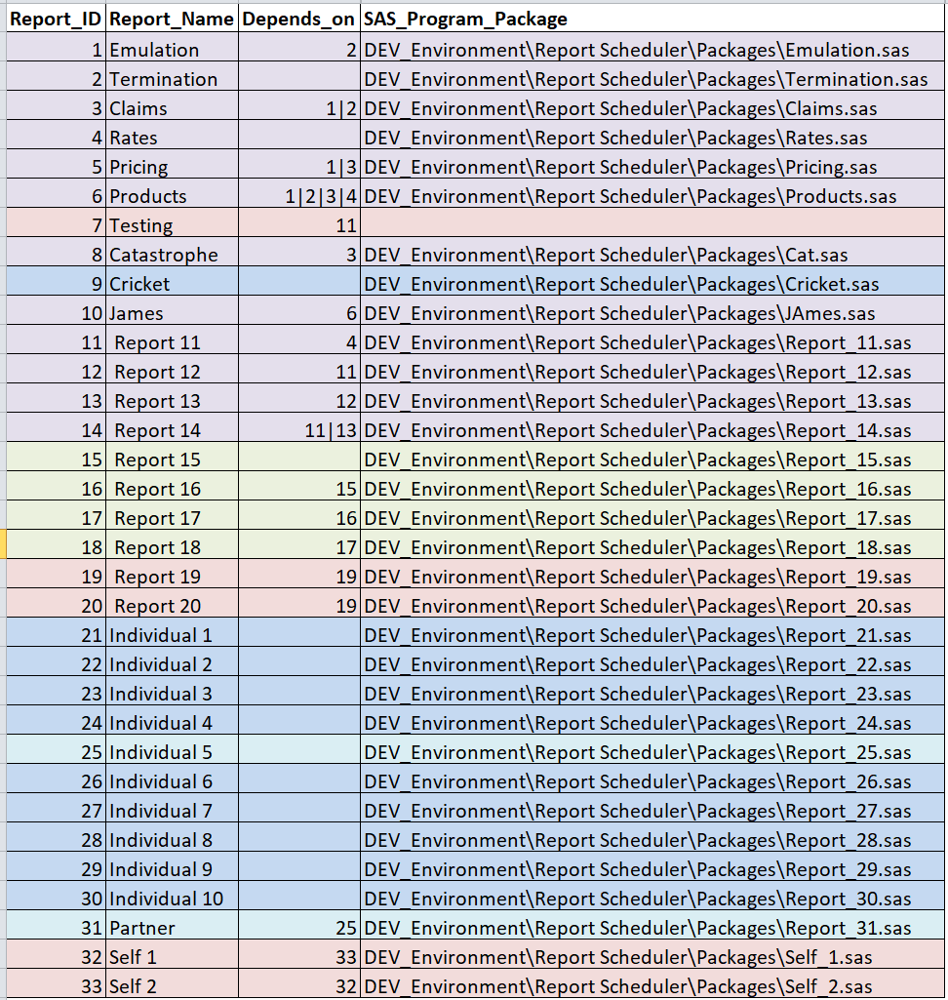 Report_ID Report_Name Depends_on SAS_Program_Package
1 Emulation 2 DEV_Environment\Report Scheduler\Packages\Emulation.sas
2 Termination DEV_Environment\Report Scheduler\Packages\Termination.sas
3 Claims 1|2 DEV_Environment\Report Scheduler\Packages\Claims.sas
4 Rates DEV_Environment\Report Scheduler\Packages\Rates.sas
5 Pricing 1|3 DEV_Environment\Report Scheduler\Packages\Pricing.sas
6 Products 1|2|3|4 DEV_Environment\Report Scheduler\Packages\Products.sas
7 Testing 11
8 Catastrophe 3 DEV_Environment\Report Scheduler\Packages\Cat.sas
9 Cricket DEV_Environment\Report Scheduler\Packages\Cricket.sas
10 James 6 DEV_Environment\Report Scheduler\Packages\JAmes.sas
11 Report 11 4 DEV_Environment\Report Scheduler\Packages\Report_11.sas
12 Report 12 11 DEV_Environment\Report Scheduler\Packages\Report_12.sas
13 Report 13 12 DEV_Environment\Report Scheduler\Packages\Report_13.sas
14 Report 14 11|13 DEV_Environment\Report Scheduler\Packages\Report_14.sas
15 Report 15 DEV_Environment\Report Scheduler\Packages\Report_15.sas
16 Report 16 15 DEV_Environment\Report Scheduler\Packages\Report_16.sas
17 Report 17 16 DEV_Environment\Report Scheduler\Packages\Report_17.sas
18 Report 18 17 DEV_Environment\Report Scheduler\Packages\Report_18.sas
19 Report 19 19 DEV_Environment\Report Scheduler\Packages\Report_19.sas
20 Report 20 19 DEV_Environment\Report Scheduler\Packages\Report_20.sas
21 Individual 1 DEV_Environment\Report Scheduler\Packages\Report_21.sas
22 Individual 2 DEV_Environment\Report Scheduler\Packages\Report_22.sas
23 Individual 3 DEV_Environment\Report Scheduler\Packages\Report_23.sas
24 Individual 4 DEV_Environment\Report Scheduler\Packages\Report_24.sas
25 Individual 5 DEV_Environment\Report Scheduler\Packages\Report_25.sas
26 Individual 6 DEV_Environment\Report Scheduler\Packages\Report_26.sas
27 Individual 7 DEV_Environment\Report Scheduler\Packages\Report_27.sas
28 Individual 8 DEV_Environment\Report Scheduler\Packages\Report_28.sas
29 Individual 9 DEV_Environment\Report Scheduler\Packages\Report_29.sas
30 Individual 10 DEV_Environment\Report Scheduler\Packages\Report_30.sas
31 Partner 25 DEV_Environment\Report Scheduler\Packages\Report_31.sas
32 Self 1 33 DEV_Environment\Report Scheduler\Packages\Self_1.sas
33 Self 2 32 DEV_Environment\Report Scheduler\Packages\Self_2.sas